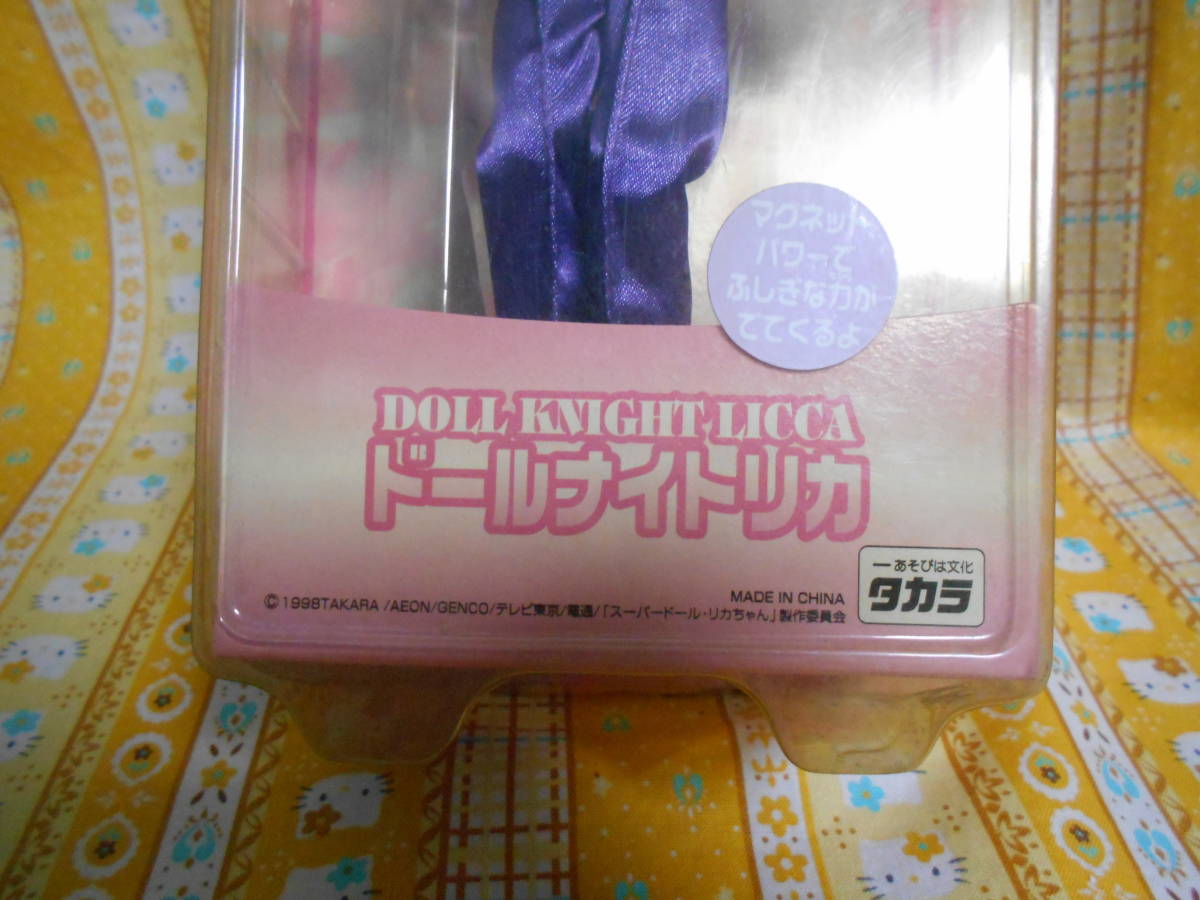 マグネット
パワーで
ふしぎな力が
でてくるよ
DOLL KNIGHT LICCA
ドールナイトリカ
一あそびは文化
タカラ
MADE IN CHINA
©1998TAKARA /AEON/GENCO/テレビ東京/電通/「スーパードール・リカちゃん」製作委員会